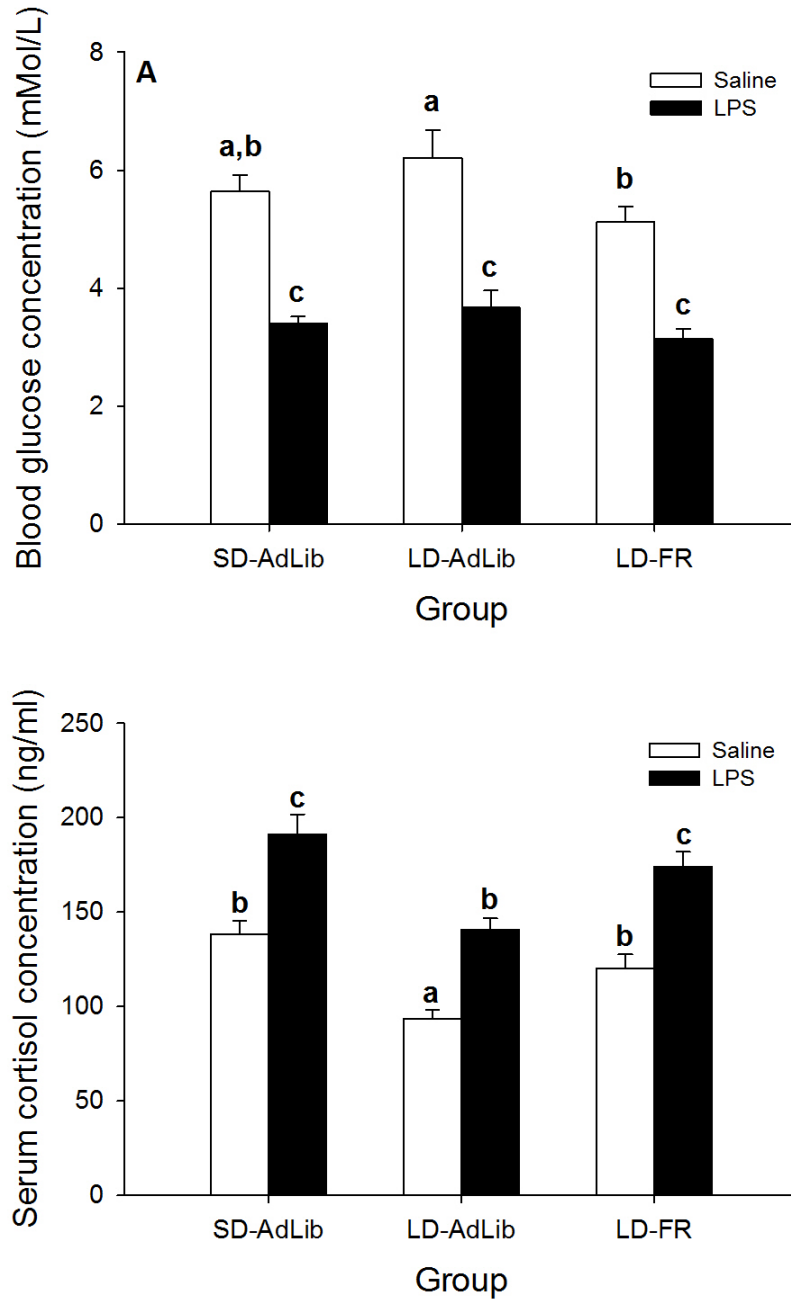 Blood glucose concentration (mMol/L)
8
6
4
2
0
A
Saline
LPS
a,b
c
a
c
b
c
SD-AdLib
LD-AdLib
LD-FR
Group
Serum cortisol concentration (ng/ml)
250
200
150
100
50
0
Saline
LPS
b
c
a
b
b
c
SD-AdLib
LD-AdLib
LD-FR
Group